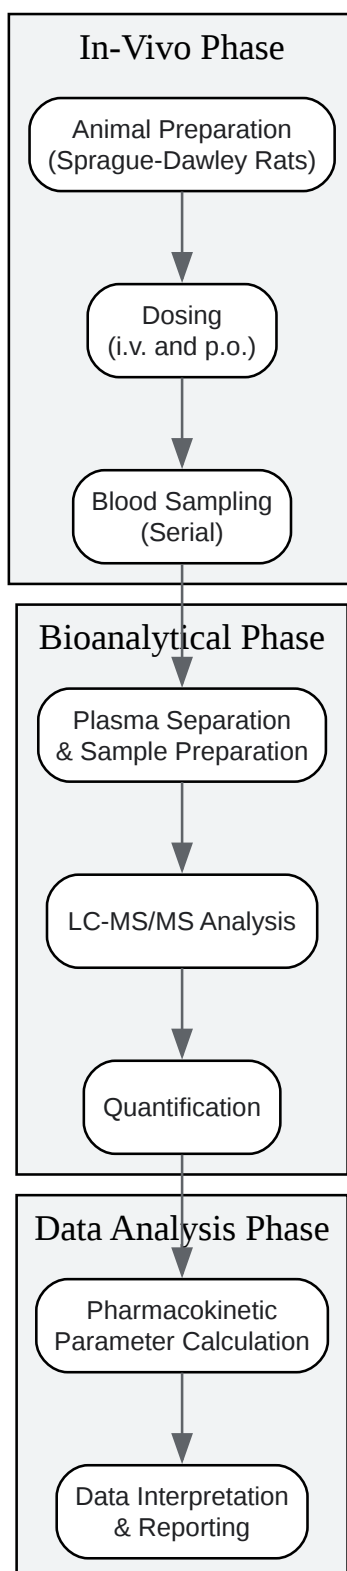 In-Vivo Phase
Animal Preparation
(Sprague-Dawley Rats)
Dosing
(i.v. and p.o.)
Blood Sampling
(Serial)
Bioanalytical Phase
Plasma Separation
& Sample Preparation
LC-MS/MS Analysis
Quantification
Data Analysis Phase
Pharmacokinetic
Parameter Calculation
Data Interpretation
& Reporting